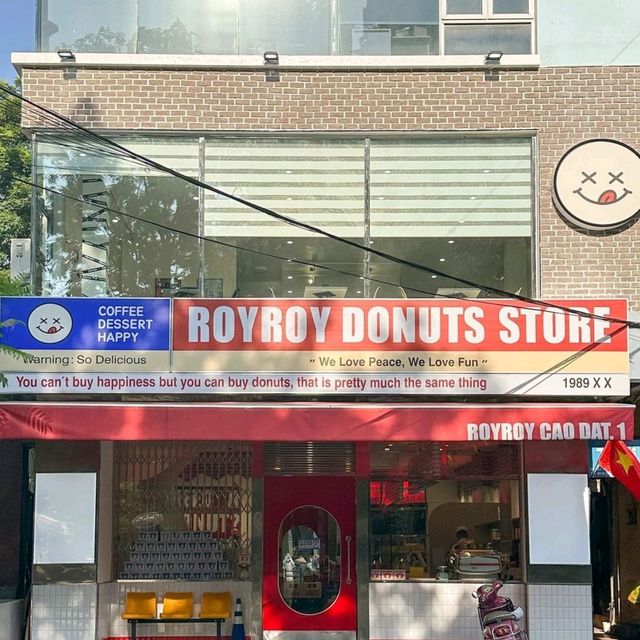 COFFEE
DESSERT
HAPPY
ROYROY DONUTS STORE
Warning: So Delicious
" We Love Peace, We Love Fun "
You can't buy happiness but you can buy donuts, that is pretty much the same thing
1989 X X
ROYROY CAO DAT. 1